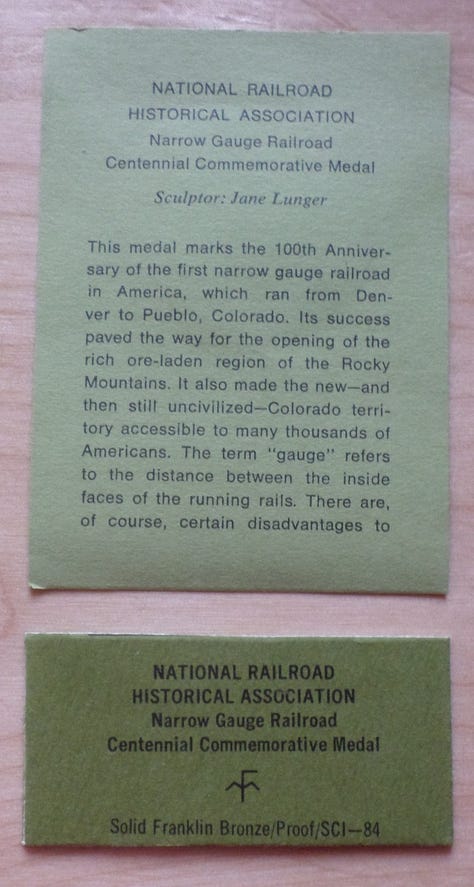 NATIONAL RAILROAD
HISTORICAL ASSOCIATION
Narrow Gauge Railroad
Centennial Commemorative Medal
Sculptor: Jane Lunger
This medal marks the 100th Anniver-
sary of the first narrow gauge railroad
in America, which ran from Den-
ver to Pueblo, Colorado. Its success
paved the way for the opening of the
rich ore-laden region of the Rocky
Mountains. It also made the new—and
then still uncivilized—Colorado terri-
tory accessible to many thousands of
Americans. The term "gauge" refers
to the distance between the inside
faces of the running rails. There are,
of course, certain disadvantages to
NATIONAL RAILROAD
HISTORICAL ASSOCIATION
Narrow Gauge Railroad
Centennial Commemorative Medal
Solid Franklin Bronze/Proof/SCI—84